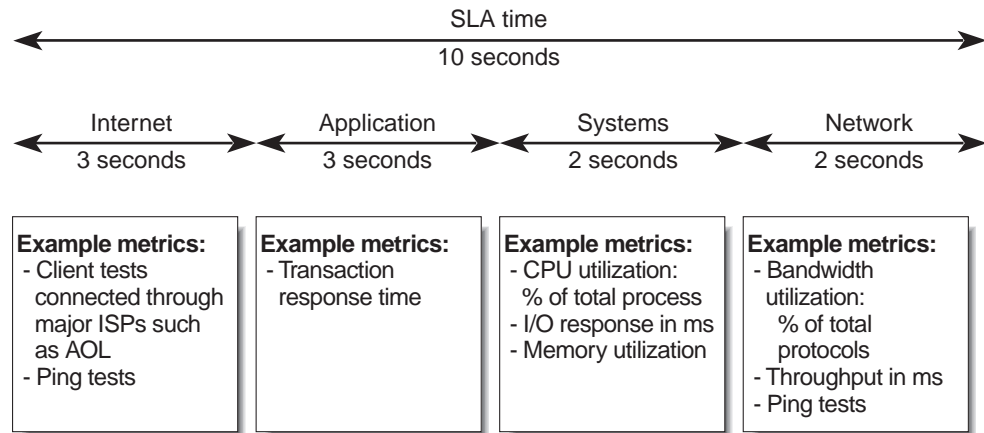 SLA time
10 seconds
Internet
3 seconds
Application
3 seconds
Systems
2 seconds
Network
2 seconds
Example metrics:
- Client tests
connected through
major ISPs such
as AOL
- Ping tests
Example metrics:
- Transaction
response time
Example metrics:
- CPU utilization:
% of total process
- I/O response in ms
- Memory utilization
Example metrics:
- Bandwidth
utilization:
% of total
protocols
- Throughput in ms
- Ping tests